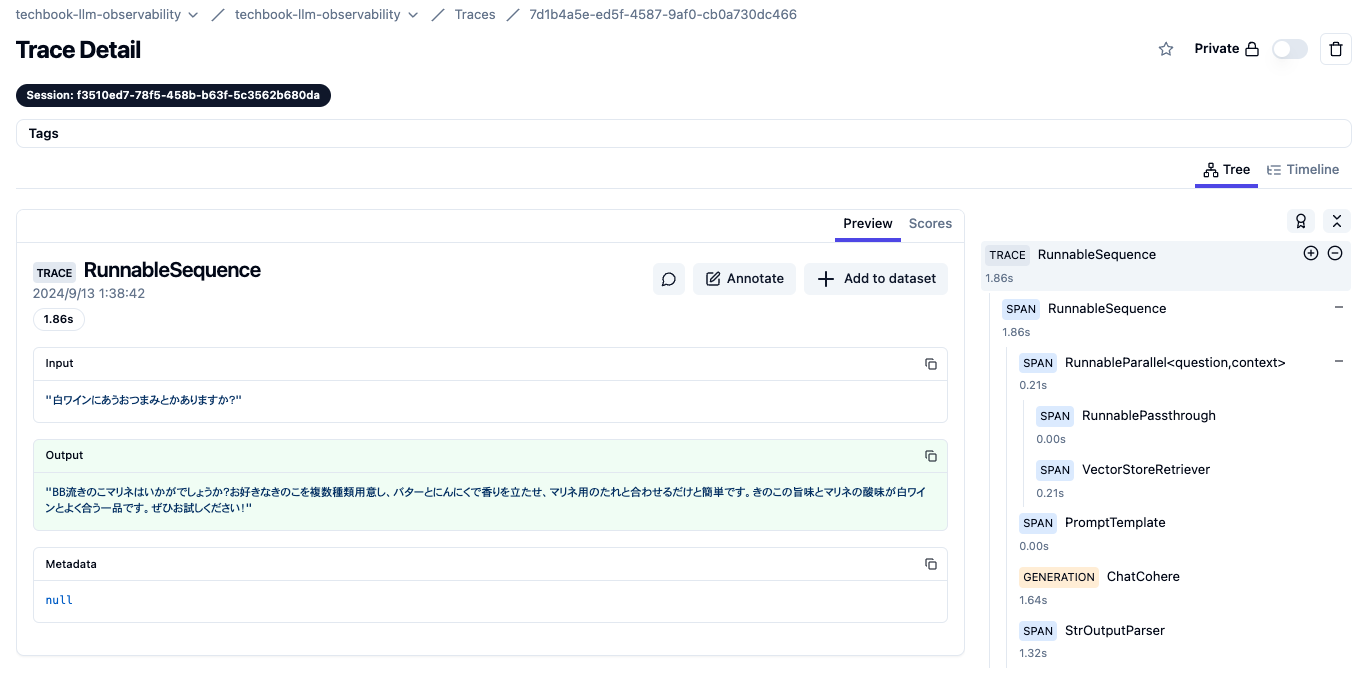 techbook-llm-observability / techbook-llm-observability / Traces / 7d1b4a5e-ed5f-4587-9af0-cb0a730dc466
Trace Detail
Private
Session: f3510ed7-78f5-458b-b63f-5c3562b680da
Tags
Tree
Timeline
Preview
Scores
TRACE RunnableSequence
2024/9/13 1:38:42
1.86s
Annotate
Add to dataset
Input
"白ワインにあうおつまみとかありますか?"
Output
"BB流きのこマリネはいかがでしょうか?お好きなきのこを複数種類用意し、バターとにんにくで香りを立たせ、マリネ用のたれと合わせるだけと簡単です。きのこの旨味とマリネの酸味が白ワイ
ンとよく合う一品です。ぜひお試しください!"
Metadata
null
TRACE RunnableSequence
1.86s
SPAN RunnableSequence
1.86s
SPAN RunnableParallel<question,context>
0.21s
SPAN RunnablePassthrough
0.00s
SPAN VectorStoreRetriever
0.21s
SPAN PromptTemplate
0.00s
GENERATION ChatCohere
1.64s
SPAN StrOutputParser
1.32s